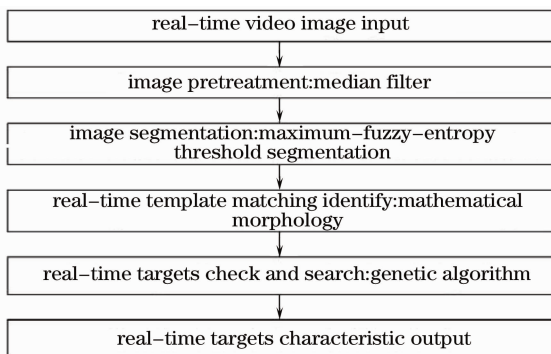 real-time video image input
image pretreatment:median filter
image segmentation:maximum-fuzzy-entropy
threshold segmentation
real-time template matching identify:mathematical
morphology
real-time targets check and search:genetic algorithm
real-time targets characteristic output